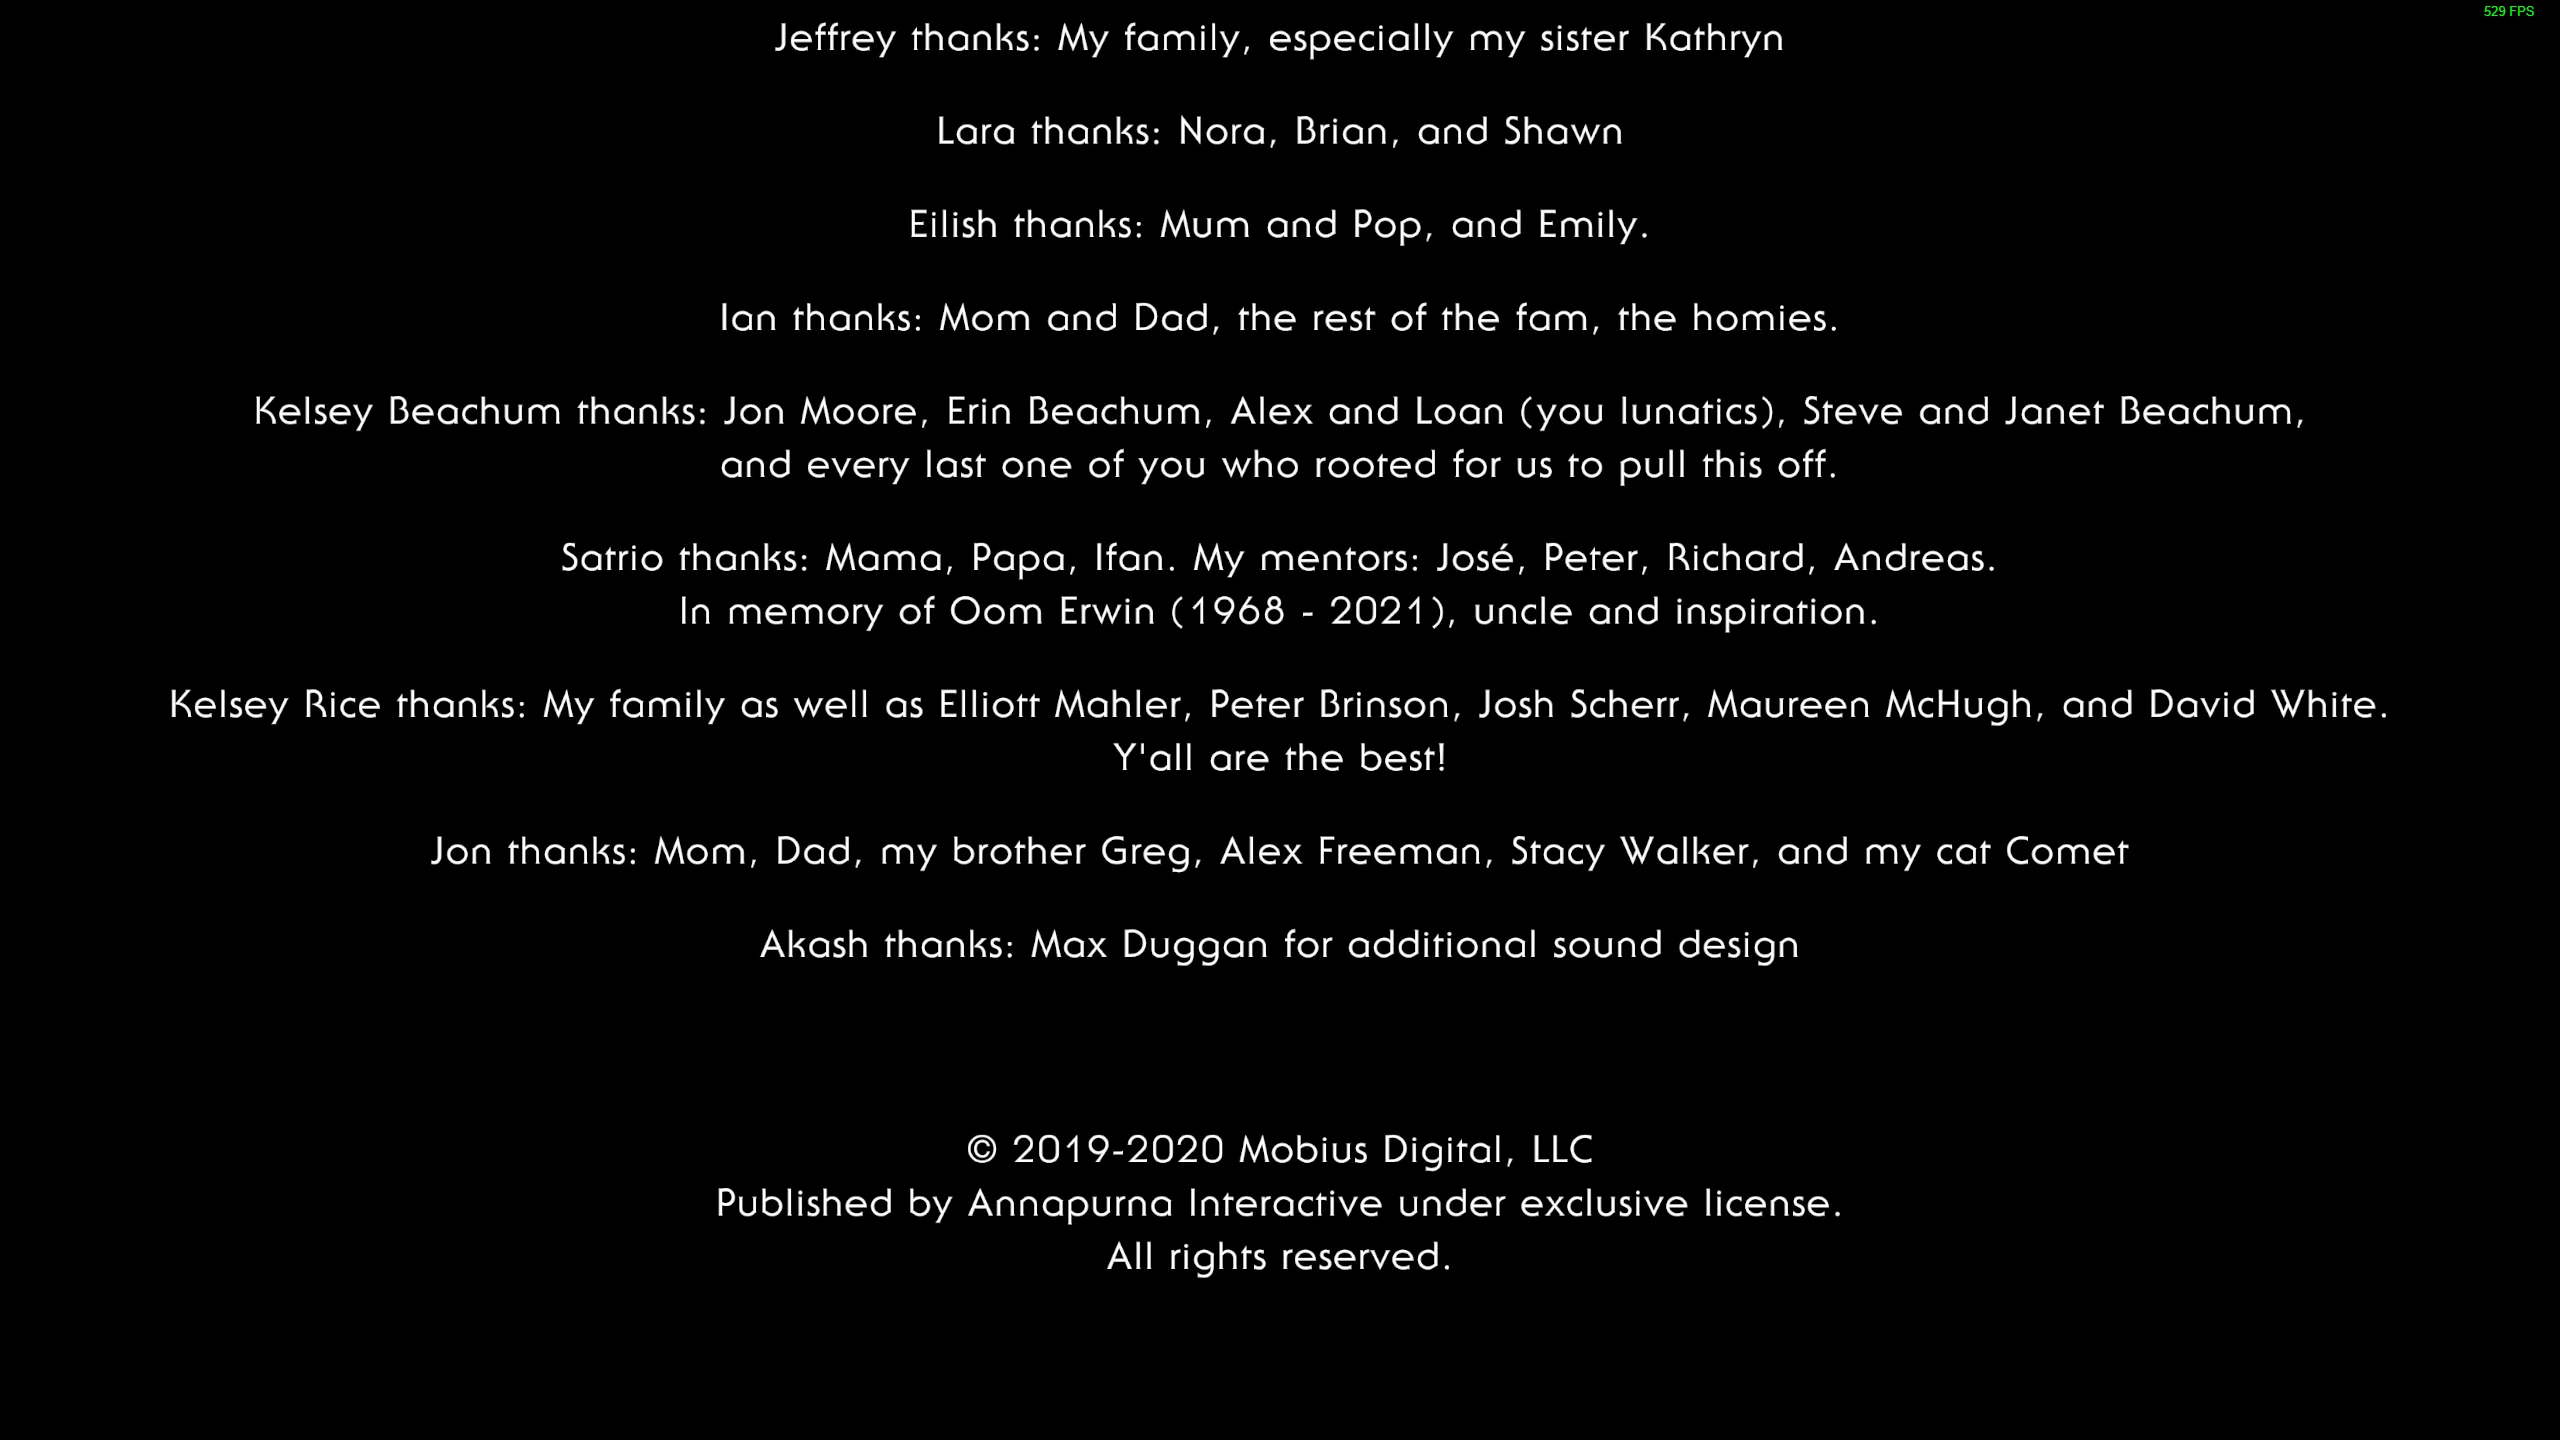 529 FPS
Jeffrey thanks: My family, especially my sister Kathryn
Lara thanks: Nora, Brian, and Shawn
Eilish thanks: Mum and Pop, and Emily.
Ian thanks: Mom and Dad, the rest of the fam, the homies.
Kelsey Beachum thanks: Jon Moore, Erin Beachum, Alex and Loan (you lunatics), Steve and Janet Beachum,
and every last one of you who rooted for us to pull this off.
Satrio thanks: Mama, Papa, Ifan. My mentors: José, Peter, Richard, Andreas.
In memory of Oom Erwin (1968 - 2021), uncle and inspiration.
Kelsey Rice thanks: My family as well as Elliott Mahler, Peter Brinson, Josh Scherr, Maureen McHugh, and David White.
Y'all are the best!
Jon thanks: Mom, Dad, my brother Greg, Alex Freeman, Stacy Walker, and my cat Comet
Akash thanks: Max Duggan for additional sound design
© 2019-2020 Mobius Digital, LLC
Published by Annapurna Interactive under exclusive license.
All rights reserved.